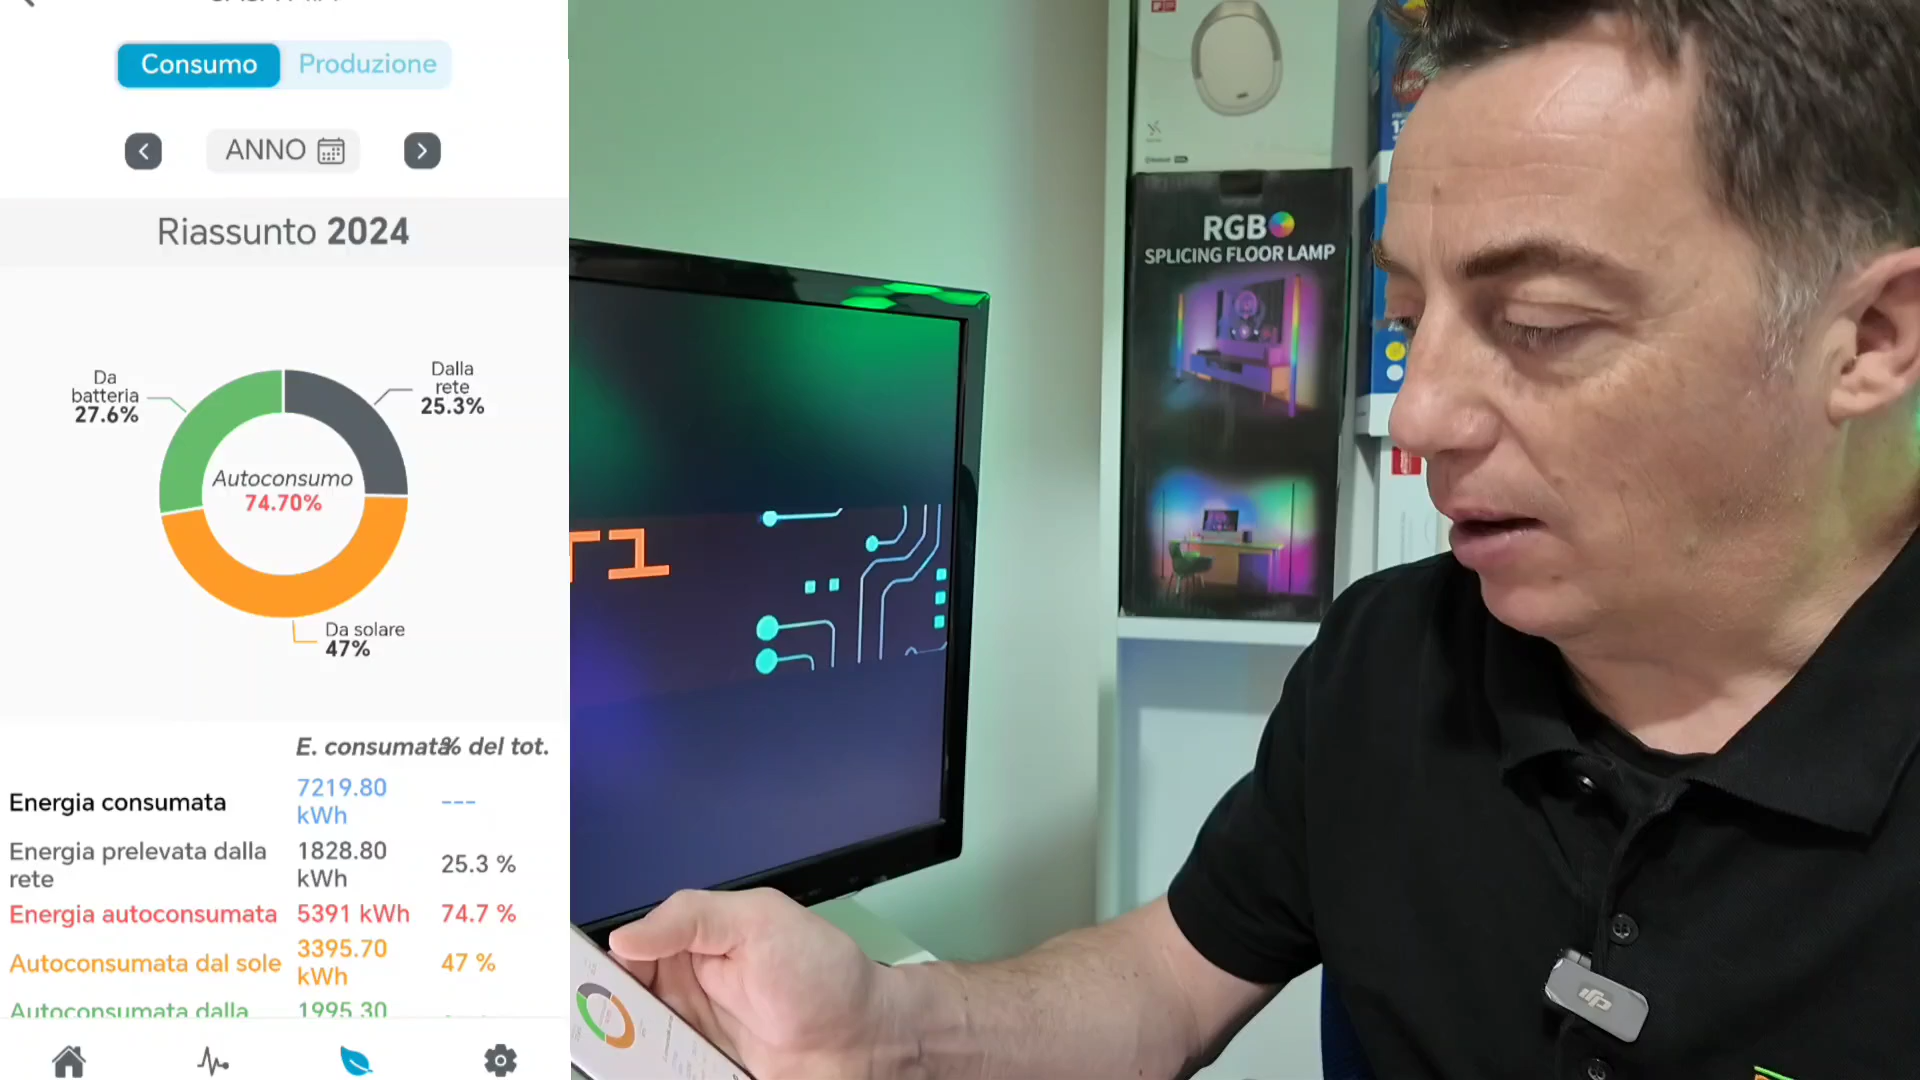 Consumo
Produzione
ANNO
Riassunto 2024
Da
batteria
27.6%
Dalla
rete
25.3%
Autoconsumo
74.70%
Da solare
47%
E. consumata
% del tot.
Energia consumata
7219.80
kWh
---
Energia prelevata dalla
rete
1828.80
kWh
25.3 %
Energia autoconsumata
5391 kWh
74.7 %
Autoconsumata dal sole
3395.70
kWh
47 %
Autoconsumata dalla
1995.30
RGB
SPLICING FLOOR LAMP
T1
dji